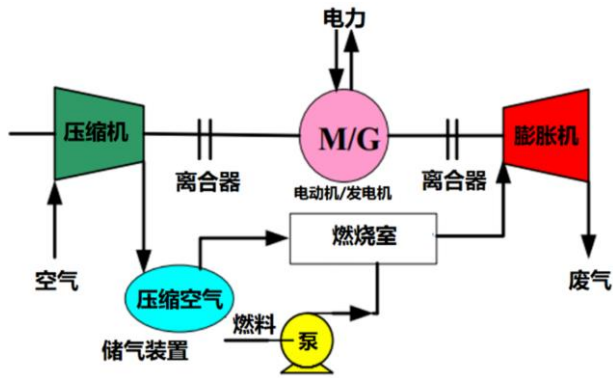 电力
压缩机
M/G
膨胀机
离合器
电动机/发电机
离合器
燃烧室
空气
压缩空气
废气
燃料
泵
储气装置